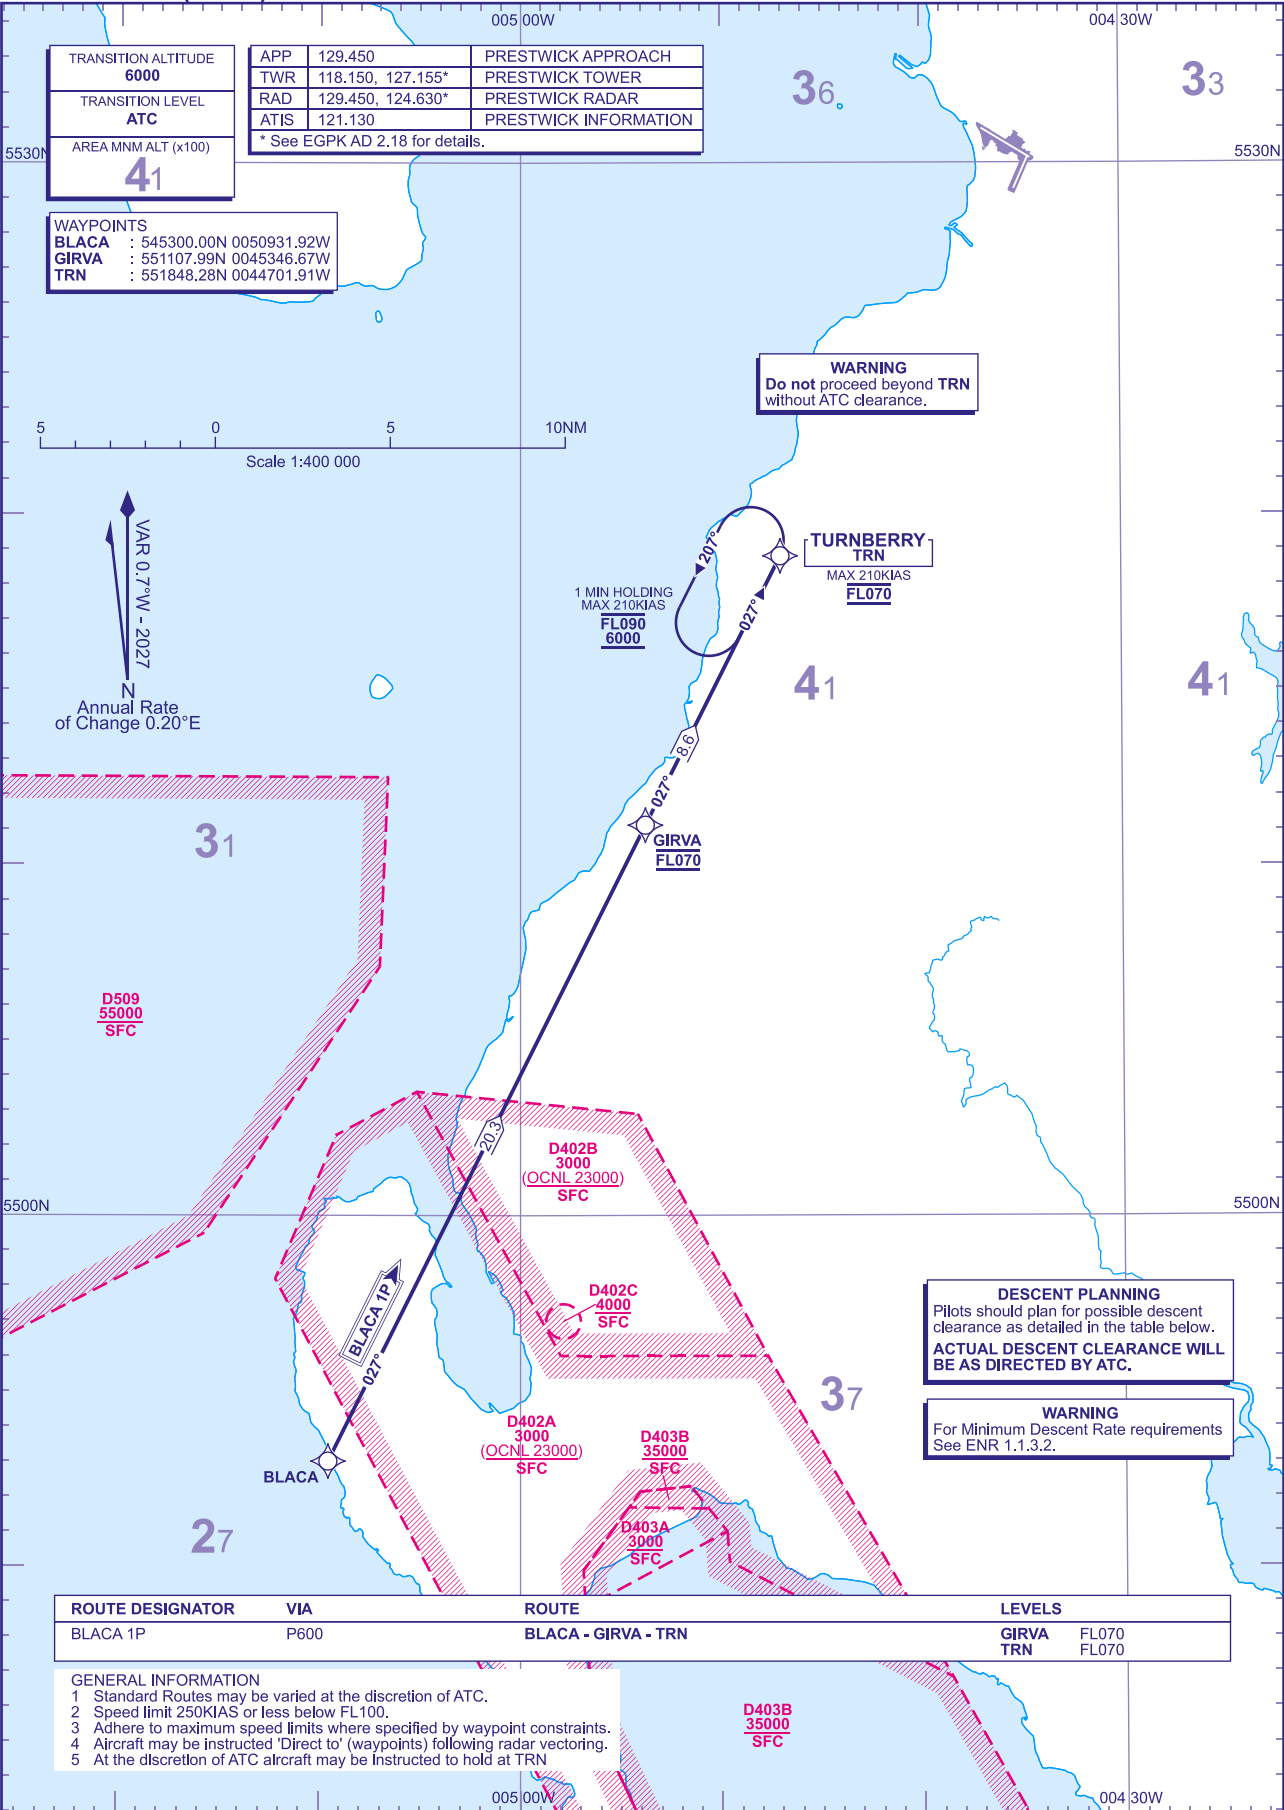 005 00W
004 30W
TRANSITION ALTITUDE
6000
TRANSITION LEVEL
ATC
AREA MNM ALT (x100)
41
APP 129.450 PRESTWICK APPROACH
TWR 118.150, 127.155* PRESTWICK TOWER
RAD 129.450, 124.630* PRESTWICK RADAR
ATIS 121.130 PRESTWICK INFORMATION
* See EGPK AD 2.18 for details.
36
33
5530N
5530N
WAYPOINTS
BLACA : 545300.00N 0050931.92W
GIRVA : 551107.99N 0045346.67W
TRN : 551848.28N 0044701.91W
WARNING
Do not proceed beyond TRN
without ATC clearance.
5 0 5 10NM
Scale 1:400 000
VAR 0.7°W - 2027
N
Annual Rate
of Change 0.20°E
207°
TURNBERRY
TRN
MAX 210KIAS
FL070
1 MIN HOLDING
MAX 210KIAS
FL090
6000
027°
41
41
8.6
027°
GIRVA
FL070
31
D509
55000
SFC
20.3
D402B
3000
(OCNL 23000)
SFC
5500N
5500N
BLACA 1P
027°
D402C
4000
SFC
DESCENT PLANNING
Pilots should plan for possible descent
clearance as detailed in the table below.
ACTUAL DESCENT CLEARANCE WILL
BE AS DIRECTED BY ATC.
37
WARNING
For Minimum Descent Rate requirements
See ENR 1.1.3.2.
D402A
3000
(OCNL 23000)
SFC
D403B
35000
SFC
BLACA
27
D403A
3000
SFC
ROUTE DESIGNATOR VIA ROUTE LEVELS
BLACA 1P P600 BLACA - GIRVA - TRN GIRVA FL070
TRN FL070
GENERAL INFORMATION
1 Standard Routes may be varied at the discretion of ATC.
2 Speed limit 250KIAS or less below FL100.
3 Adhere to maximum speed limits where specified by waypoint constraints.
4 Aircraft may be instructed 'Direct to' (waypoints) following radar vectoring.
5 At the discretion of ATC aircraft may be instructed to hold at TRN
D403B
35000
SFC
005 00W
004 30W